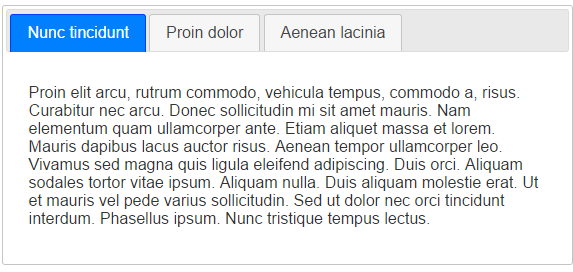 Nunc tincidunt Proin dolor Aenean lacinia
Proin elit arcu, rutrum commodo, vehicula tempus, commodo a, risus.
Curabitur nec arcu. Donec sollicitudin mi sit amet mauris. Nam
elementum quam ullamcorper ante. Etiam aliquet massa et lorem.
Mauris dapibus lacus auctor risus. Aenean tempor ullamcorper leo.
Vivamus sed magna quis ligula eleifend adipiscing. Duis orci. Aliquam
sodales tortor vitae ipsum. Aliquam nulla. Duis aliquam molestie erat. Ut
et mauris vel pede varius sollicitudin. Sed ut dolor nec orci tincidunt
interdum. Phasellus ipsum. Nunc tristique tempus lectus.